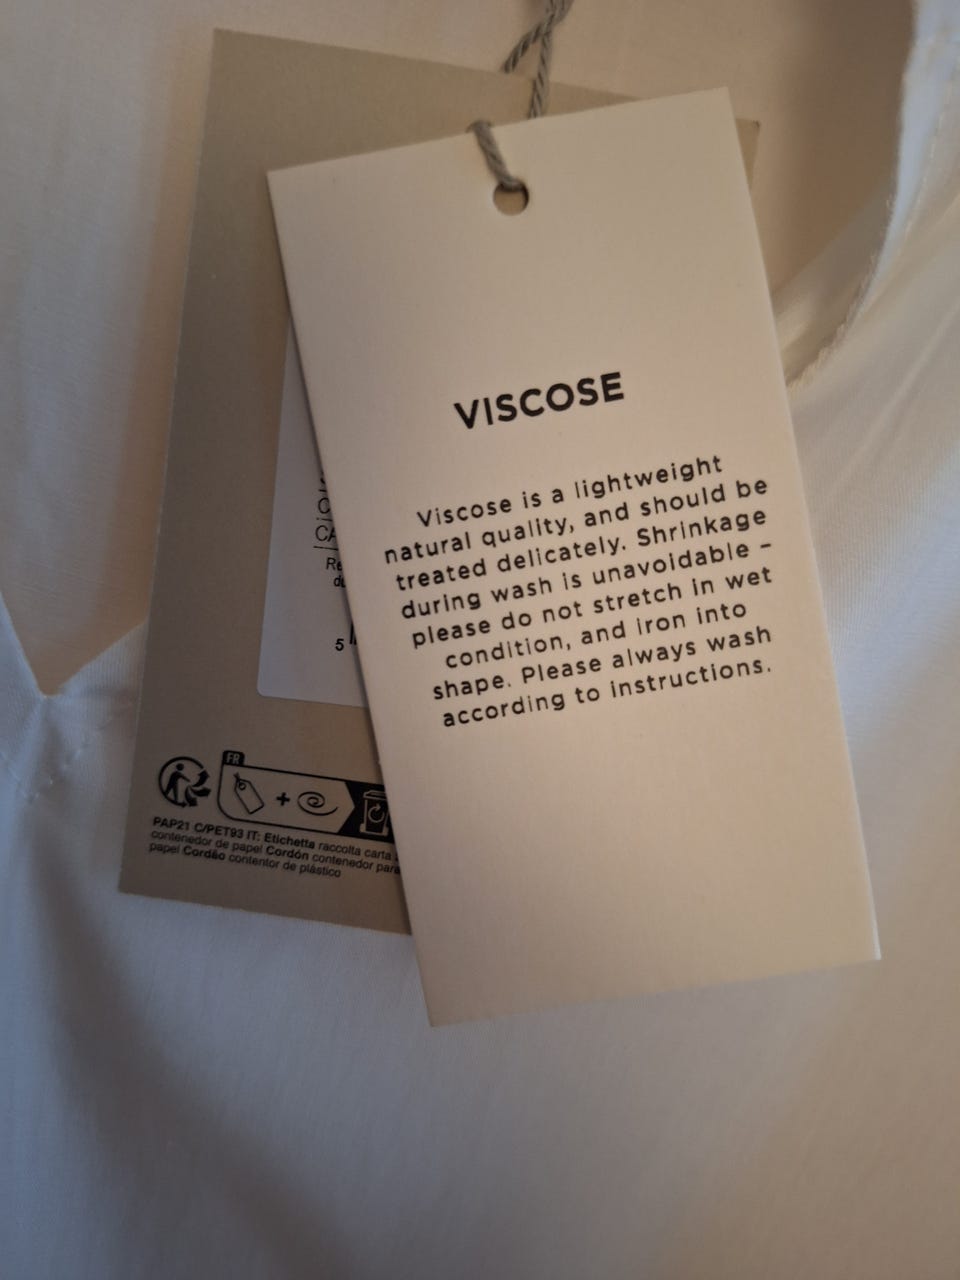 VISCOSE
Viscose is a lightweight
natural quality, and should be
treated delicately. Shrinkage
during wash is unavoidable –
please do not stretch in wet
condition, and iron into
shape. Please always wash
according to instructions.
5
FR
+
PAP21 C/PET93 IT: Etichetta raccolta carta
contenedor de papel Cordón contenedor para
papel Cordão contentor de plástico